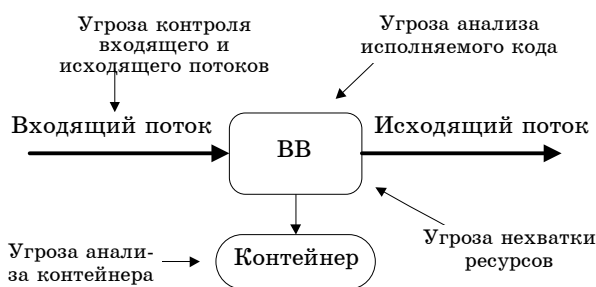 Угроза контроля
входящего и
исходящего потоков
Угроза анализа
исполняемого кода
Входящий поток
ВВ
Исходящий поток
Угроза анали-
за контейнера
Контейнер
Угроза нехватки
ресурсов